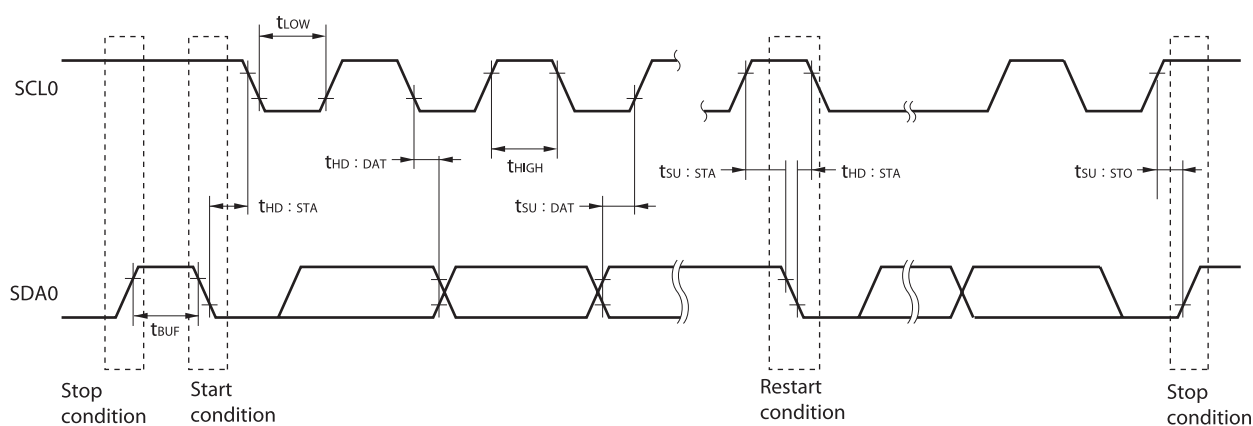 tLOW
SCL0
tHD : DAT
tHIGH
tSU : STA
tHD : STA
tSU : STO
tHD : STA
tSU : DAT
SDA0
tBUF
Stop
condition
Start
condition
Restart
condition
Stop
condition